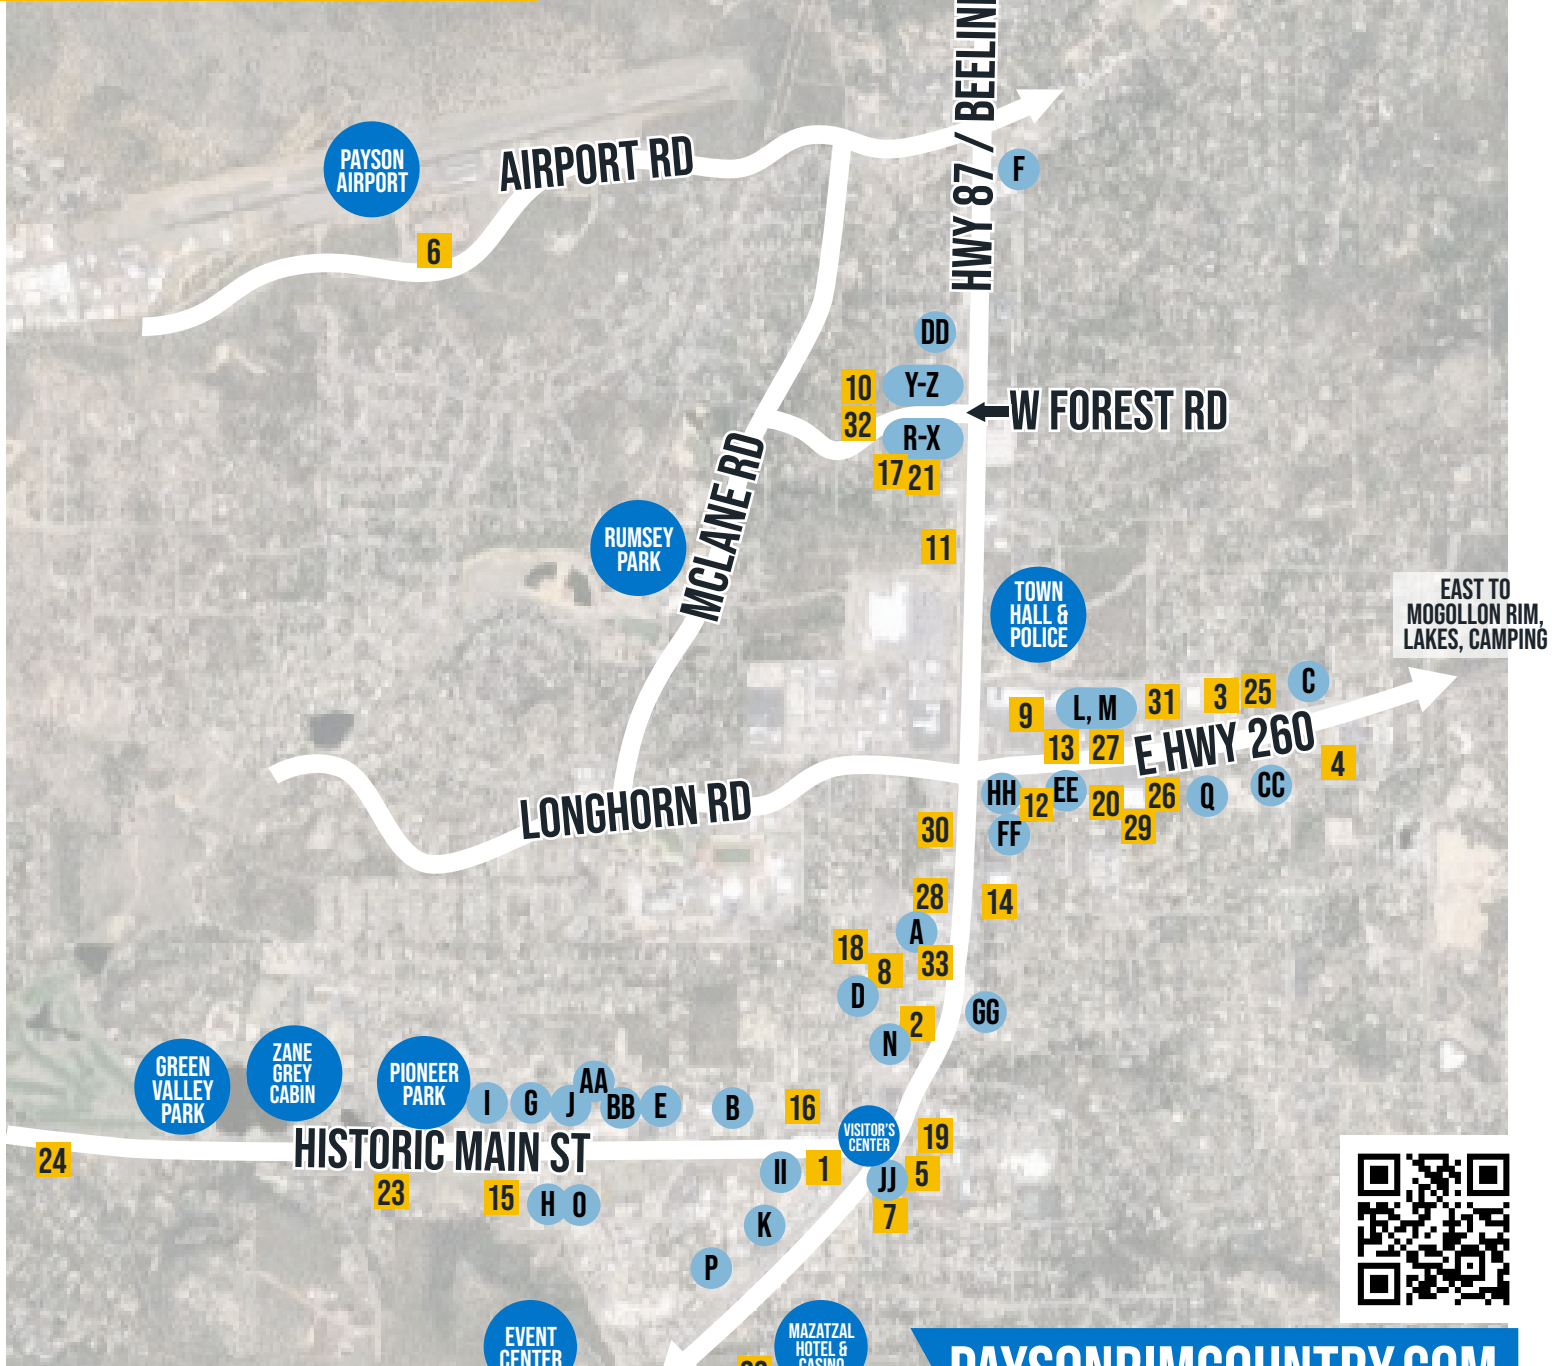 HWY 87 / BEELIN
PAYSON
AIRPORT
AIRPORT RD
F
6
DD
10
Y-Z
W FOREST RD
32
R-X
17
21
MCLANE RD
RUMSEY
PARK
11
TOWN
HALL &
POLICE
EAST TO
MOGOLLON RIM,
LAKES, CAMPING
9
L, M
31
3
25
C
13
27
E HWY 260
4
HH
12
EE
20
26
Q
CC
29
FF
LONGHORN RD
30
28
14
A
18
8
33
D
GG
2
N
GREEN
VALLEY
PARK
ZANE
GREY
CABIN
PIONEER
PARK
I
G
J
AA
BB
E
B
16
VISITOR'S
CENTER
19
HISTORIC MAIN ST
24
23
15
H
O
II
1
JJ
5
7
K
P
EVENT
CENTER
MAZATZAL
HOTEL &
CASINO
PAYSONRIMCOUNTRY.COM